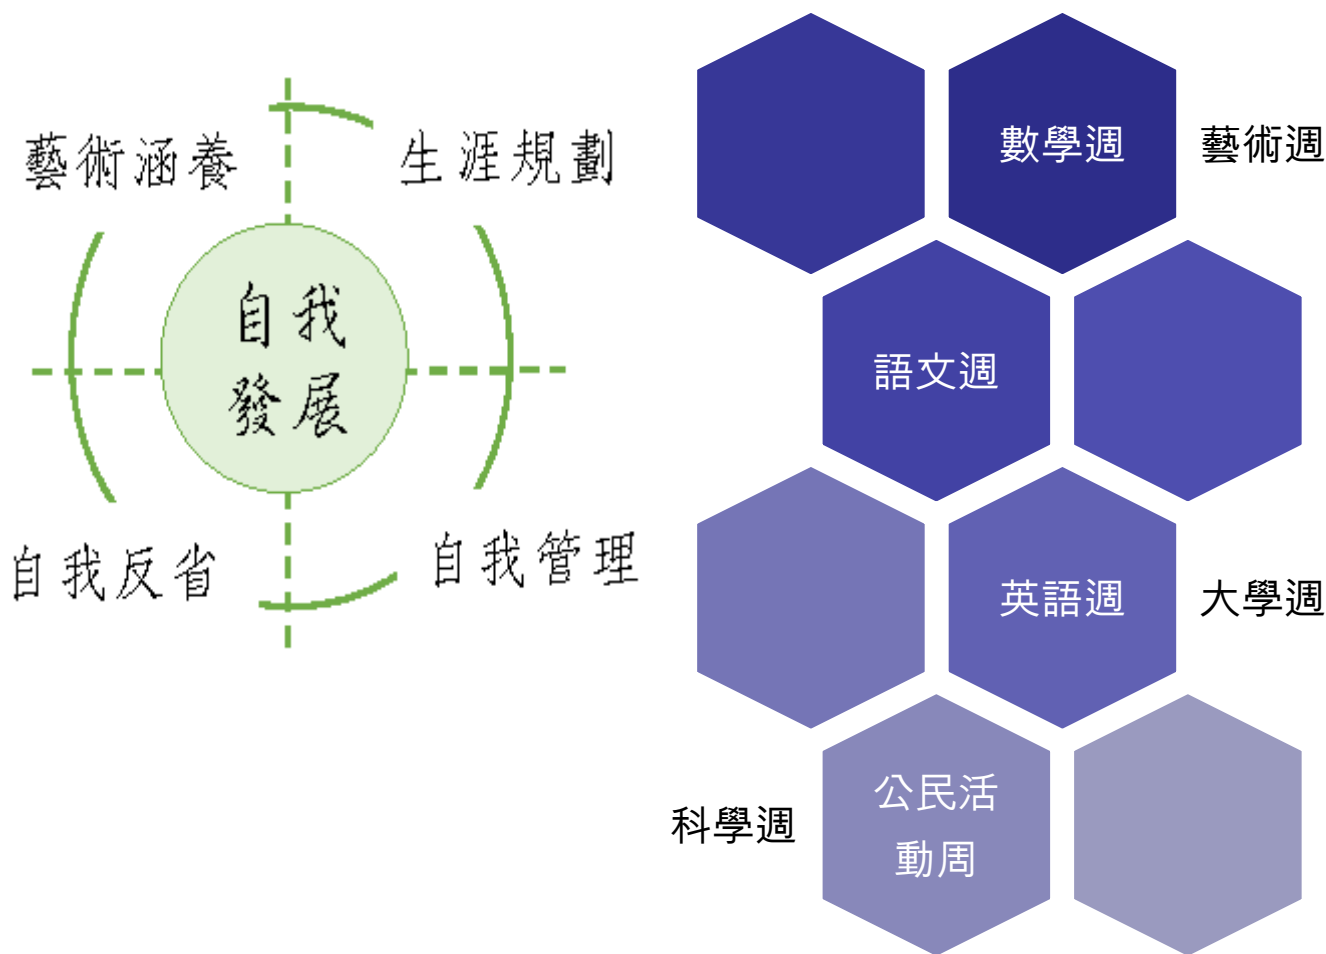 藝術涵養
生涯規劃
自我
發展
自我反省
自我管理
數學週
藝術週
語文週
英語週
大學週
科學週
公民活
動周